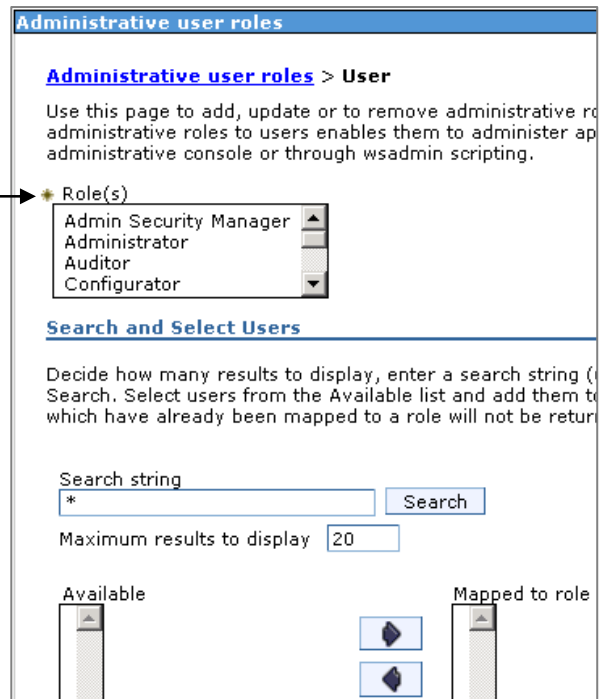 Administrative user roles
Administrative user roles > User
Use this page to add, update or to remove administrative
administrative roles to users enables them to administer
administrative console or through wsadmin scripting.
* Role(s)
Admin Security Manager
Administrator
Auditor
Configurator
Search and Select Users
Decide how many results to display, enter a search string
Search. Select users from the Available list and add them
which have already been mapped to a role will not be
Search string
*
Search
Maximum results to display 20
Available
Mapped to role